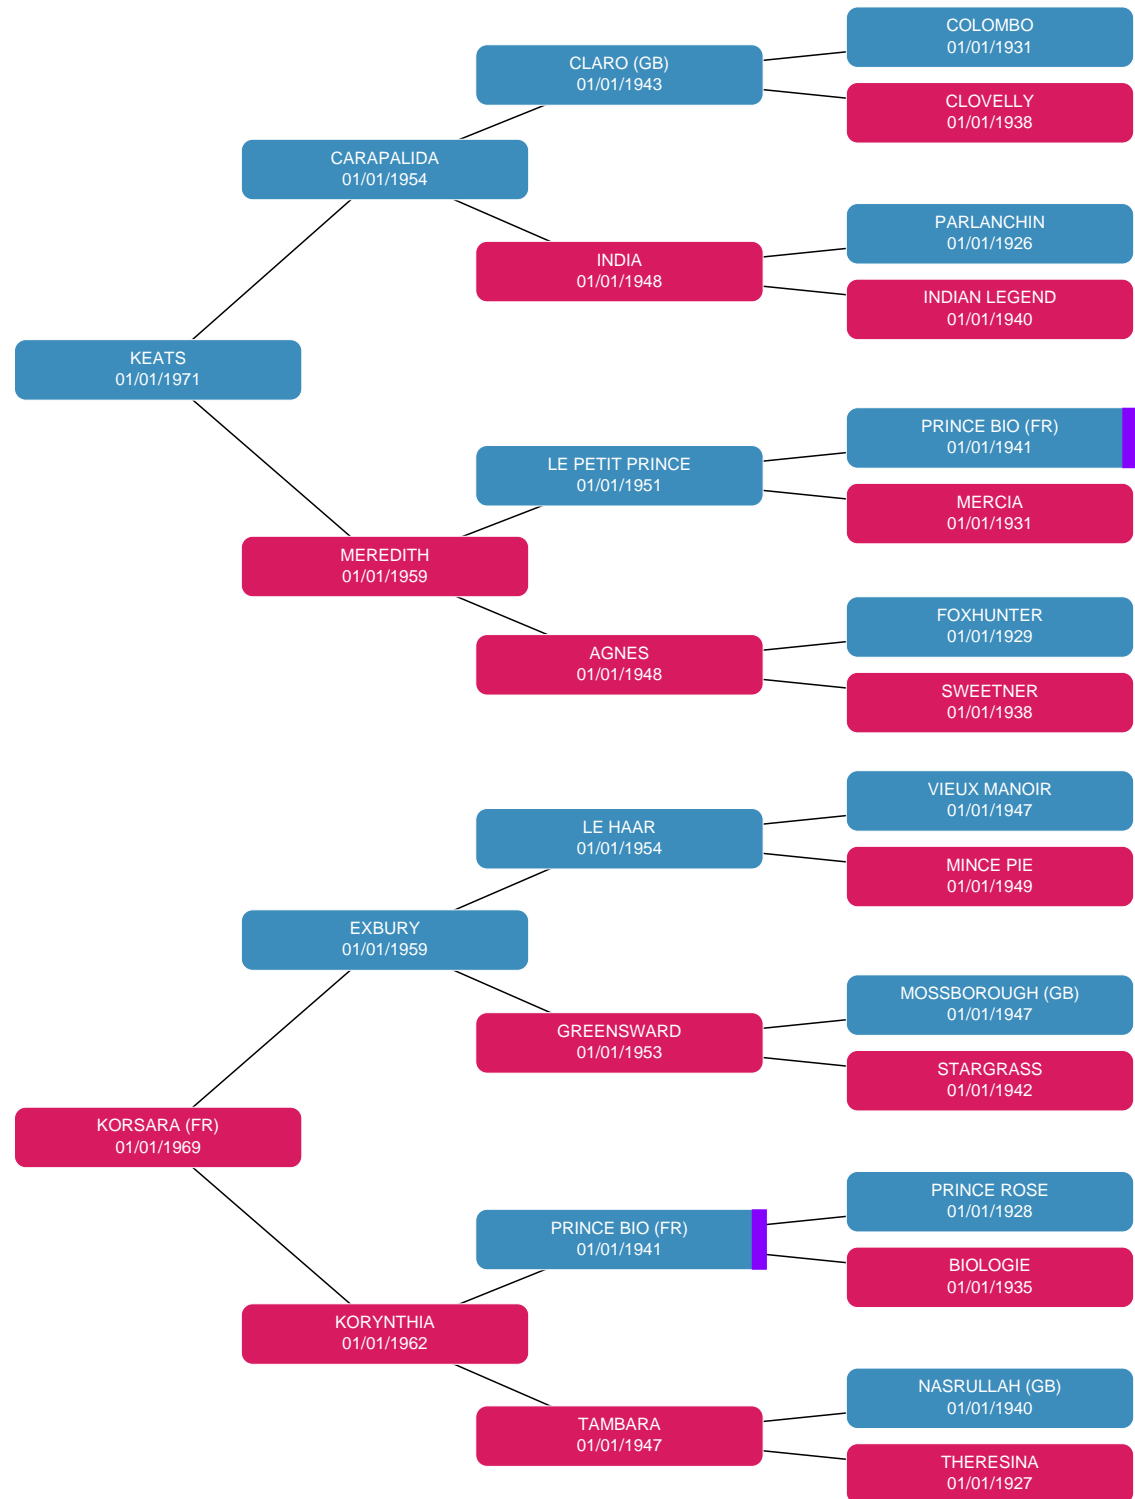 COLOMBO
01/01/1931
CLARO (GB)
01/01/1943
CLOVELLY
01/01/1938
CARAPALIDA
01/01/1954
PARLANCHIN
01/01/1926
INDIA
01/01/1948
INDIAN LEGEND
01/01/1940
KEATS
01/01/1971
PRINCE BIO (FR)
01/01/1941
LE PETIT PRINCE
01/01/1951
MERCIA
01/01/1931
MEREDITH
01/01/1959
FOXHUNTER
01/01/1929
AGNES
01/01/1948
SWEETNER
01/01/1938
VIEUX MANOIR
01/01/1947
LE HAAR
01/01/1954
MINCE PIE
01/01/1949
EXBURY
01/01/1959
MOSSBOROUGH (GB)
01/01/1947
GREENSWARD
01/01/1953
STARGRASS
01/01/1942
KORSARA (FR)
01/01/1969
PRINCE ROSE
01/01/1928
PRINCE BIO (FR)
01/01/1941
BIOLOGIE
01/01/1935
KORYNTHIA
01/01/1962
NASRULLAH (GB)
01/01/1940
TAMBARA
01/01/1947
THERESINA
01/01/1927